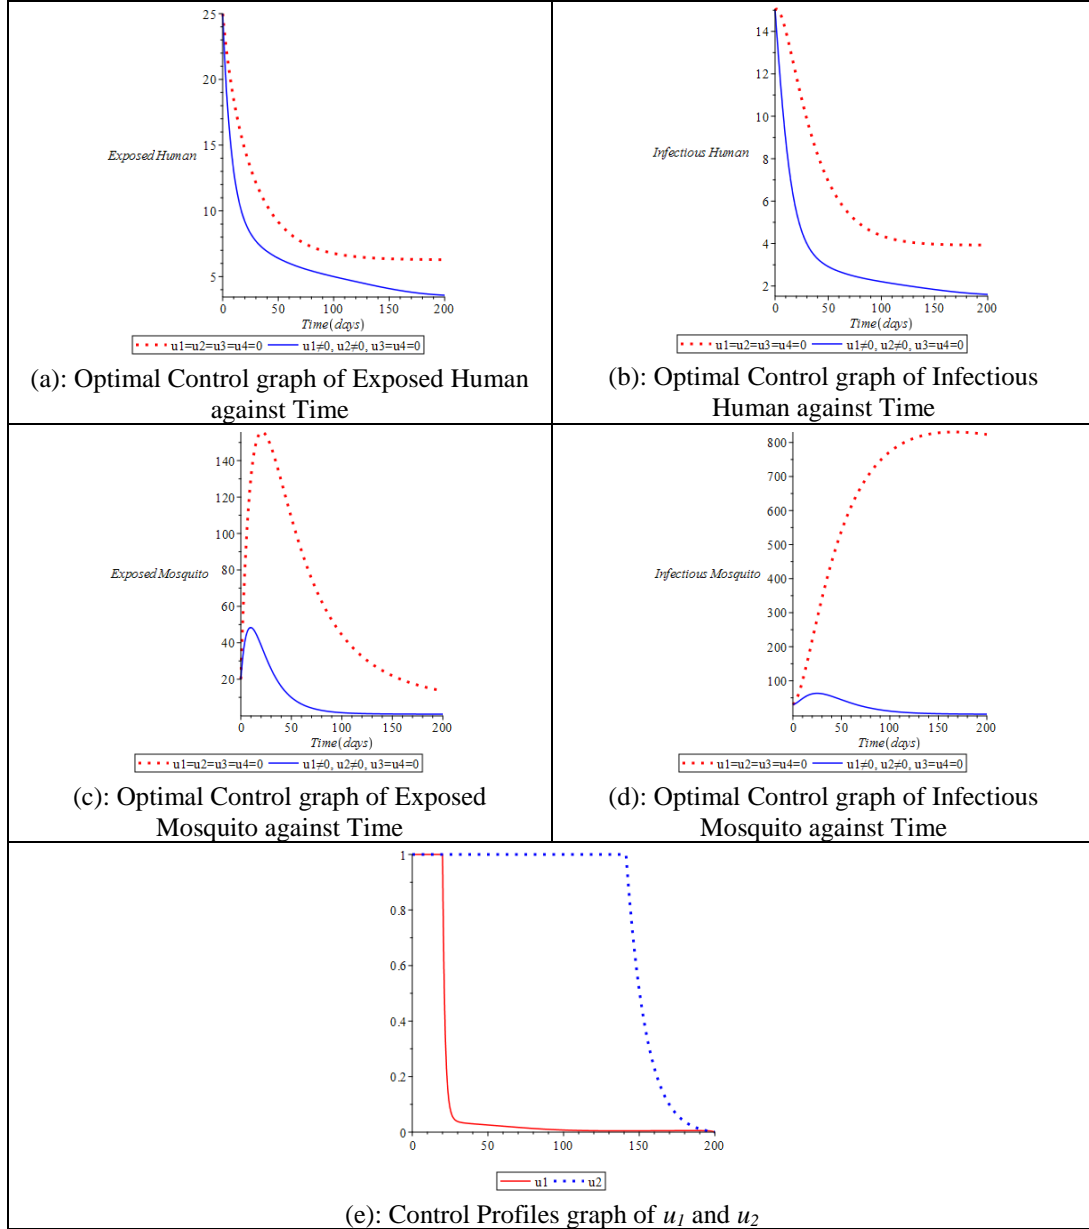 25
20
15
Exposed Human
10
5
0 50 100 150 200
Time(days)
u1=u2=u3=u4=0 u1≠0, u2≠0, u3=u4=0
(a): Optimal Control graph of Exposed Human
against Time
14
12
10
8
Infectious Human
6
4
2
0 50 100 150 200
Time(days)
u1=u2=u3=u4=0 u1≠0, u2≠0, u3=u4=0
(b): Optimal Control graph of Infectious
Human against Time
140
120
100
80
Exposed Mosquito
60
40
20
0 50 100 150 200
Time(days)
u1=u2=u3=u4=0 u1≠0, u2≠0, u3=u4=0
(c): Optimal Control graph of Exposed
Mosquito against Time
800
700
600
500
400
Infectious Mosquito
300
200
100
0 50 100 150 200
Time(days)
u1=u2=u3=u4=0 u1≠0, u2≠0, u3=u4=0
(d): Optimal Control graph of Infectious
Mosquito against Time
1
0.8
0.6
0.4
0.2
0
0 50 100 150 200
u1 u2
(e): Control Profiles graph of u1 and u2